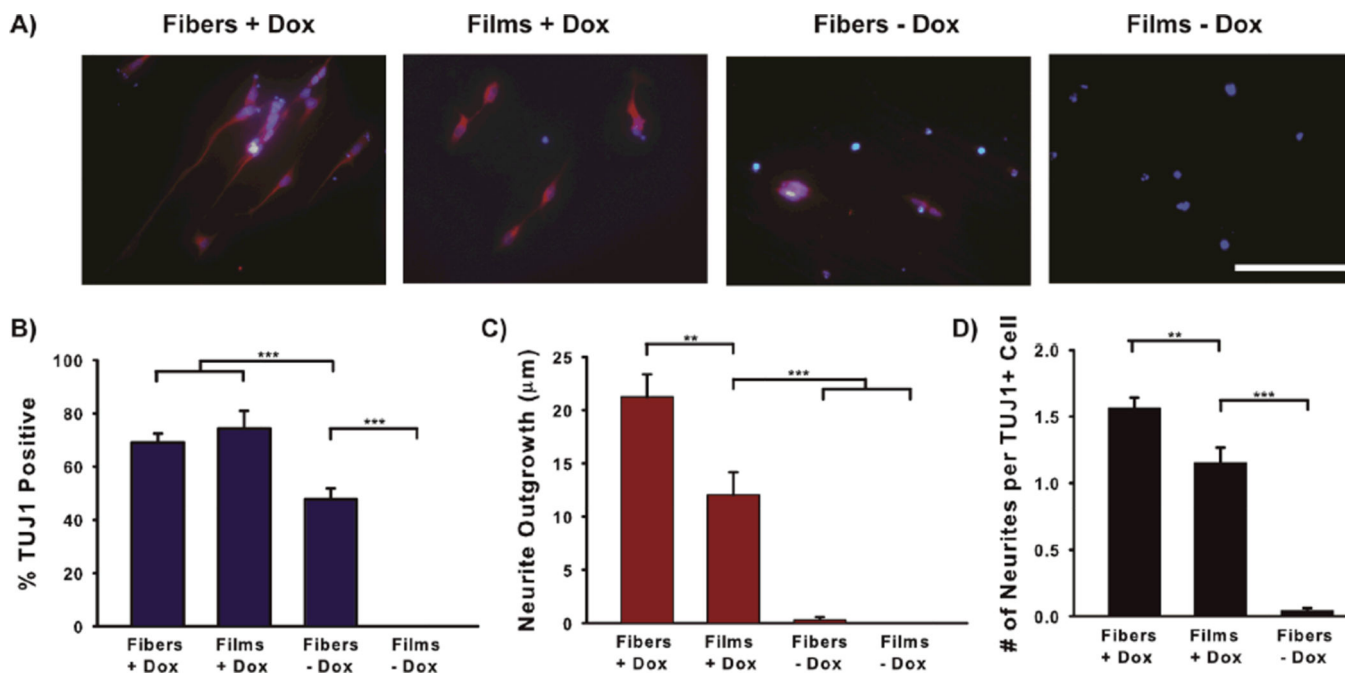 A)
Fibers + Dox
Films + Dox
Fibers - Dox
Films - Dox
B)
% TUJ1 Positive
100
80
60
40
20
0
***
***
Fibers
+ Dox
Films
+ Dox
Fibers
- Dox
Films
- Dox
C)
Neurite Outgrowth (μm)
25
20
15
10
5
0
**
***
Fibers
+ Dox
Films
+ Dox
Fibers
- Dox
Films
- Dox
D)
# of Neurites per TUJ1+ Cell
2.0
1.5
1.0
0.5
0.0
**
***
Fibers
+ Dox
Films
+ Dox
Fibers
- Dox